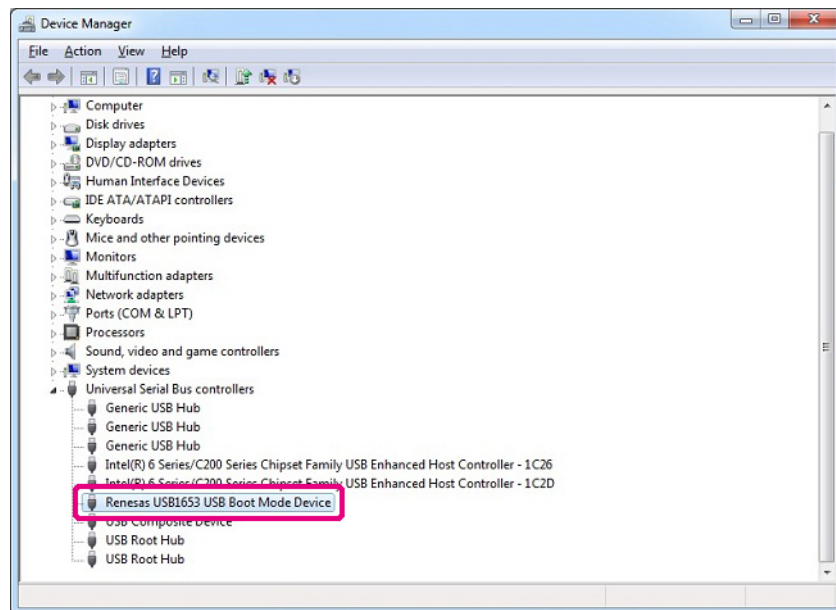 Device Manager
File Action View Help
Computer
Disk drives
Display adapters
DVD/CD-ROM drives
Human Interface Devices
IDE ATA/ATAPI controllers
Keyboards
Mice and other pointing devices
Monitors
Multifunction adapters
Network adapters
Ports (COM & LPT)
Processors
Sound, video and game controllers
System devices
Universal Serial Bus controllers
Generic USB Hub
Generic USB Hub
Generic USB Hub
Intel(R) 6 Series/C200 Series Chipset Family USB Enhanced Host Controller - 1C26
Intel(R) 6 Series/C200 Series Chipset Family USB Enhanced Host Controller - 1C2D
Renesas USB1653 USB Boot Mode Device
USB Composite Device
USB Root Hub
USB Root Hub